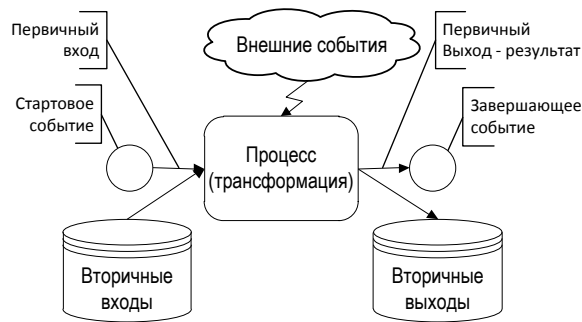 Первичный
вход
Внешние события
Первичный
Выход - результат
Стартовое
событие
Завершающее
событие
Процесс
(трансформация)
Вторичные
входы
Вторичные
выходы